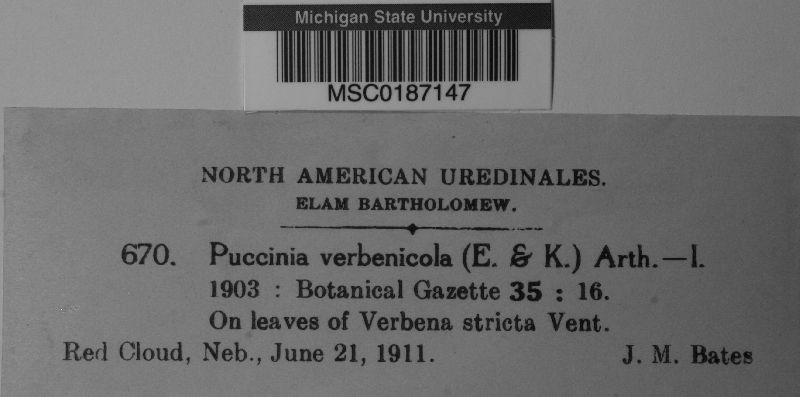 Michigan State University
MSC0187147
NORTH AMERICAN UREDINALES.
ELAM BARTHOLOMEW.
670. Puccinia verbenicola (E. & K.) Arth.—I.
1903 : Botanical Gazette 35 : 16.
On leaves of Verbena stricta Vent.
Red Cloud, Neb., June 21, 1911. J. M. Bates